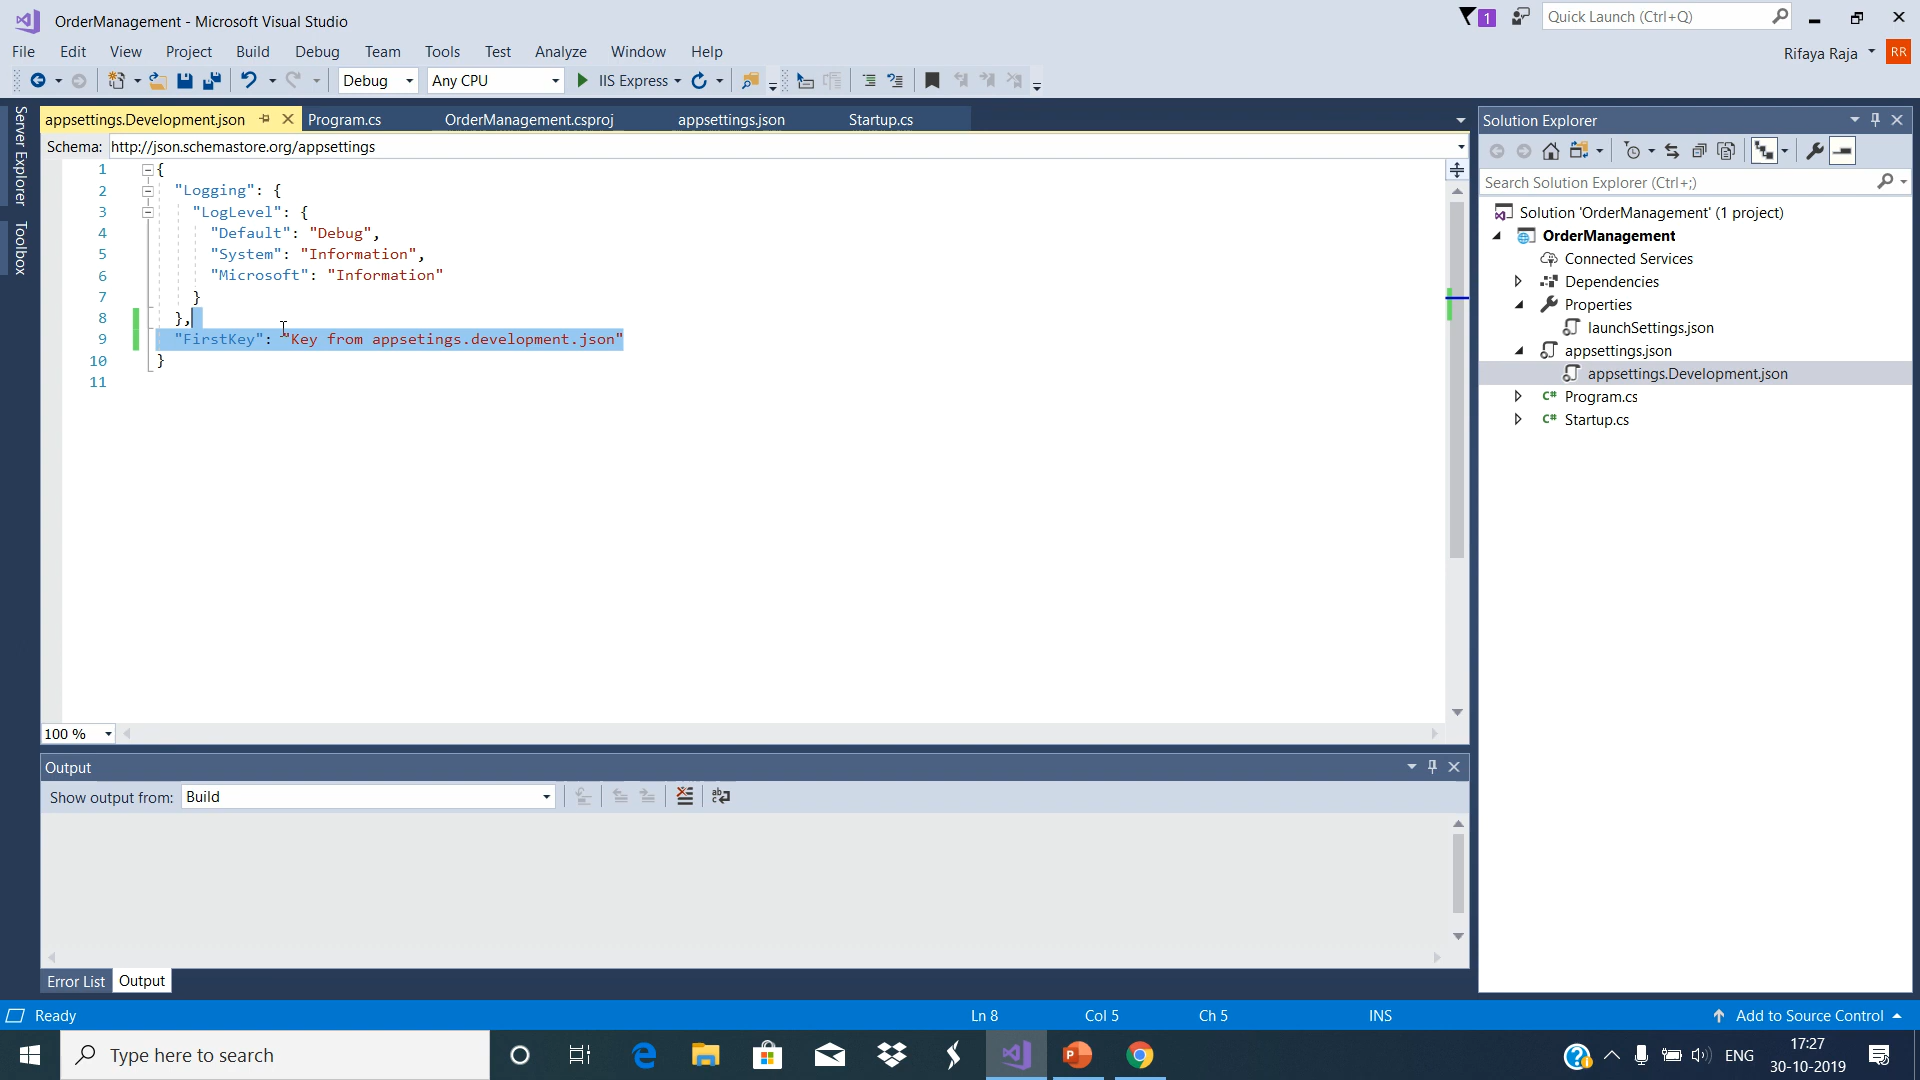 OrderManagement - Microsoft Visual Studio
1
Quick Launch (Ctrl+Q)
File Edit View Project Build Debug Team Tools Test Analyze Window Help
Rifaya Raja RR
Debug Any CPU IIS Express
Server Explorer
Toolbox
appsettings.Development.json Program.cs OrderManagement.csproj appsettings.json Startup.cs
Schema: http://json.schemastore.org/appsettings
1 {
2 "Logging": {
3 "LogLevel": {
4 "Default": "Debug",
5 "System": "Information",
6 "Microsoft": "Information"
7 }
8 },
9 "FirstKey": "Key from appsetings.development.json"
10 }
11
100 %
Solution Explorer
Search Solution Explorer (Ctrl+;)
Solution 'OrderManagement' (1 project)
OrderManagement
Connected Services
Dependencies
Properties
launchSettings.json
appsettings.json
appsettings.Development.json
C# Program.cs
C# Startup.cs
Output
Show output from: Build
Error List Output
Ready Ln 8 Col 5 Ch 5 INS Add to Source Control
Type here to search
ENG
17:27
30-10-2019